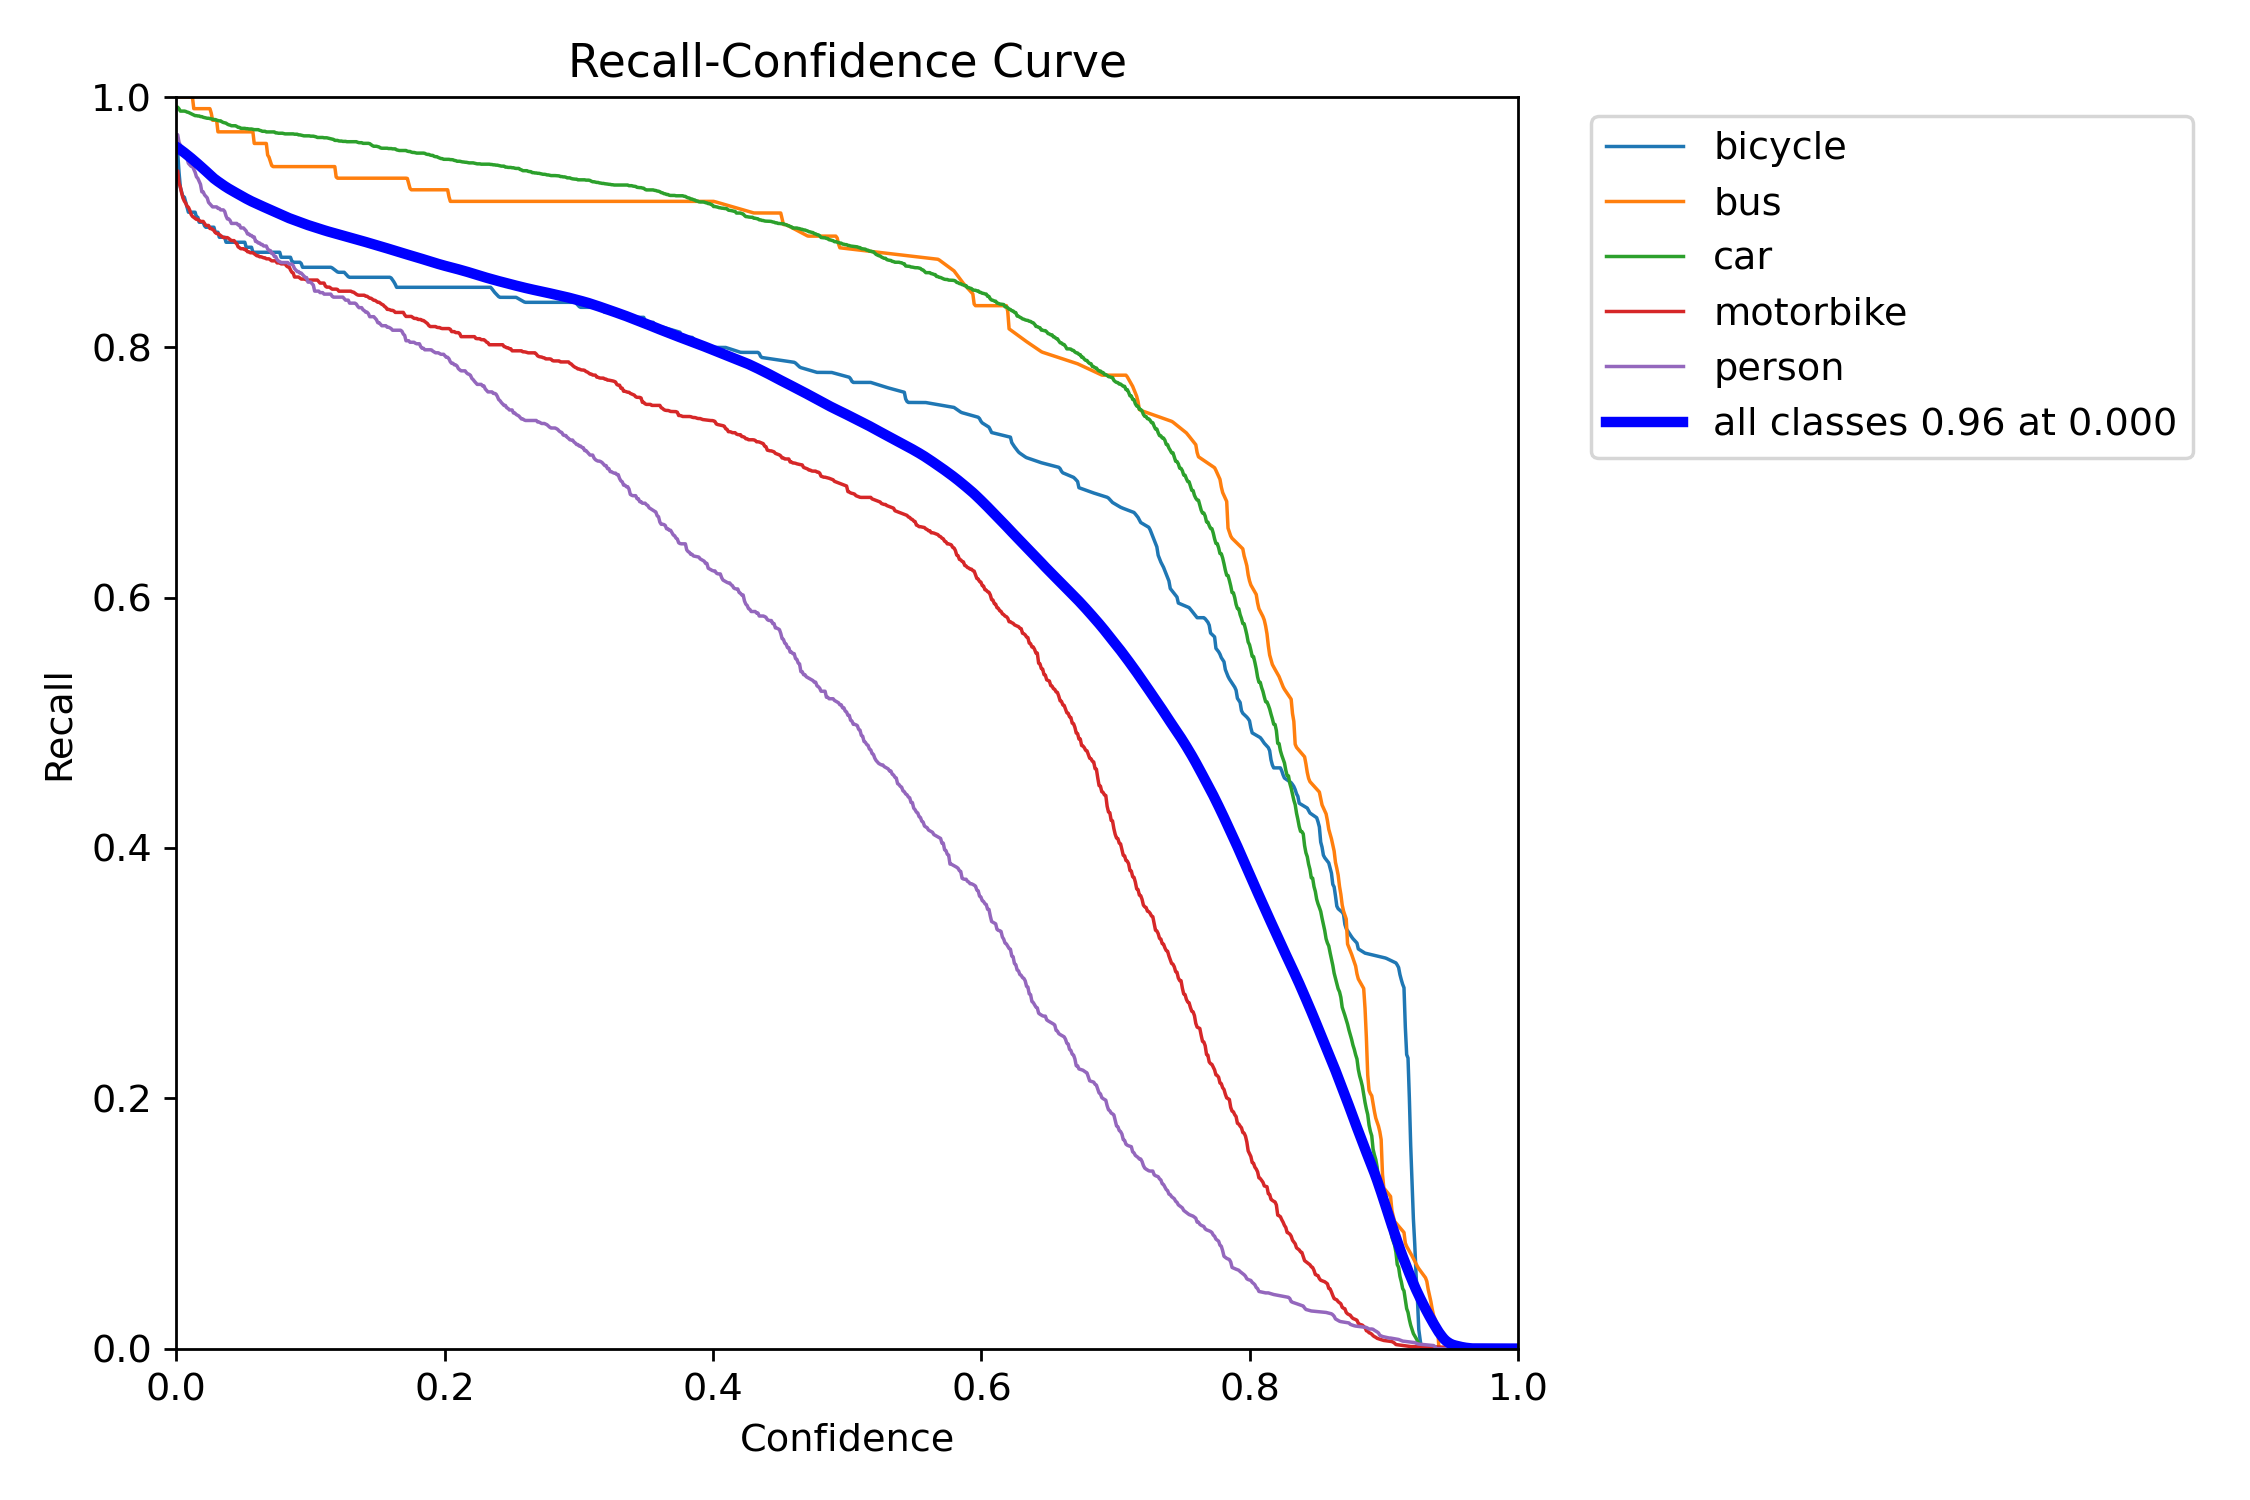 Recall-Confidence Curve
1.0
0.8
0.6
0.4
0.2
0.0
Recall
0.0 0.2 0.4 0.6 0.8 1.0
Confidence
bicycle
bus
car
motorbike
person
all classes 0.96 at 0.000